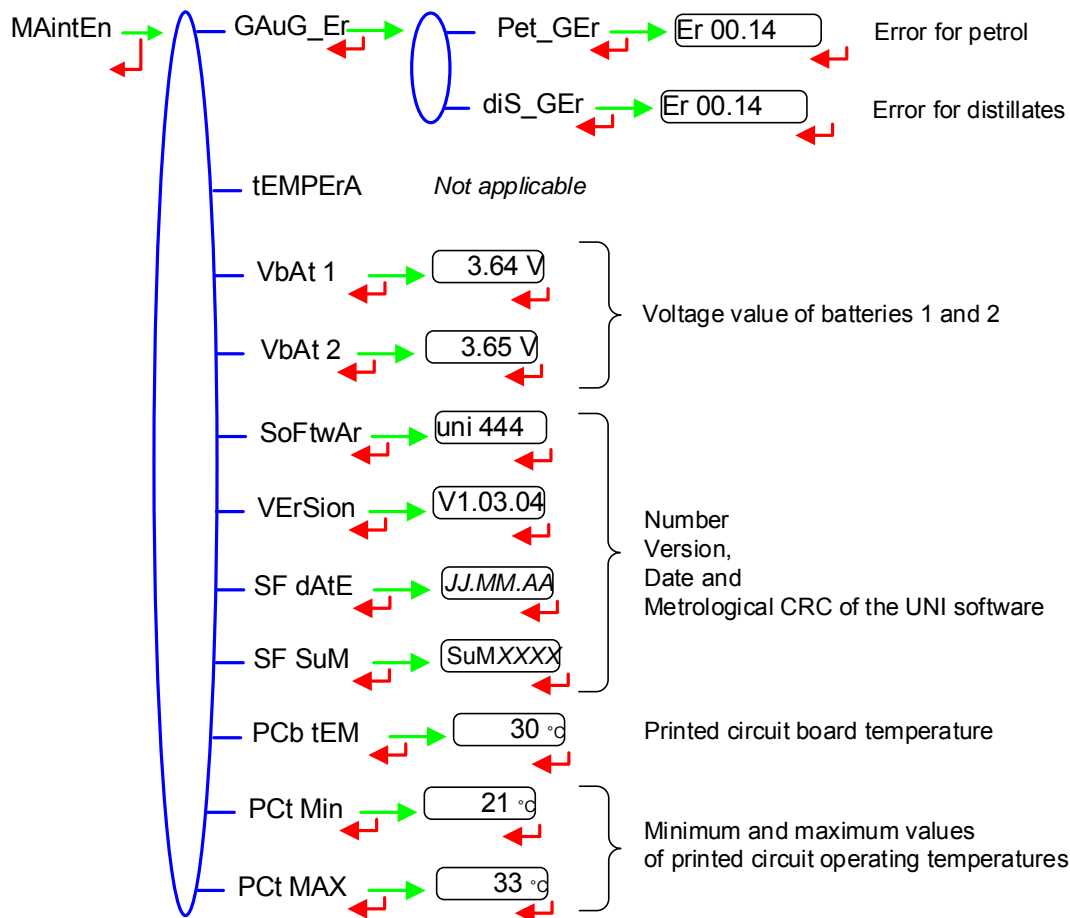 MAintEn GAuG_Er Pet_GEr Er 00.14 Error for petrol
diS_GEr Er 00.14 Error for distillates
tEMPErA Not applicable
VbAt 1 3.64 V
Voltage value of batteries 1 and 2
VbAt 2 3.65 V
SoFtwAr uni 444
VErSion V1.03.04
Number
Version,
Date and
Metrological CRC of the UNI software
SF dAtE JJ.MM.AA
SF SuM SuMXXXX
PCb tEM 30 °C Printed circuit board temperature
PCt Min 21 °C
Minimum and maximum values
of printed circuit operating temperatures
PCt MAX 33 °C